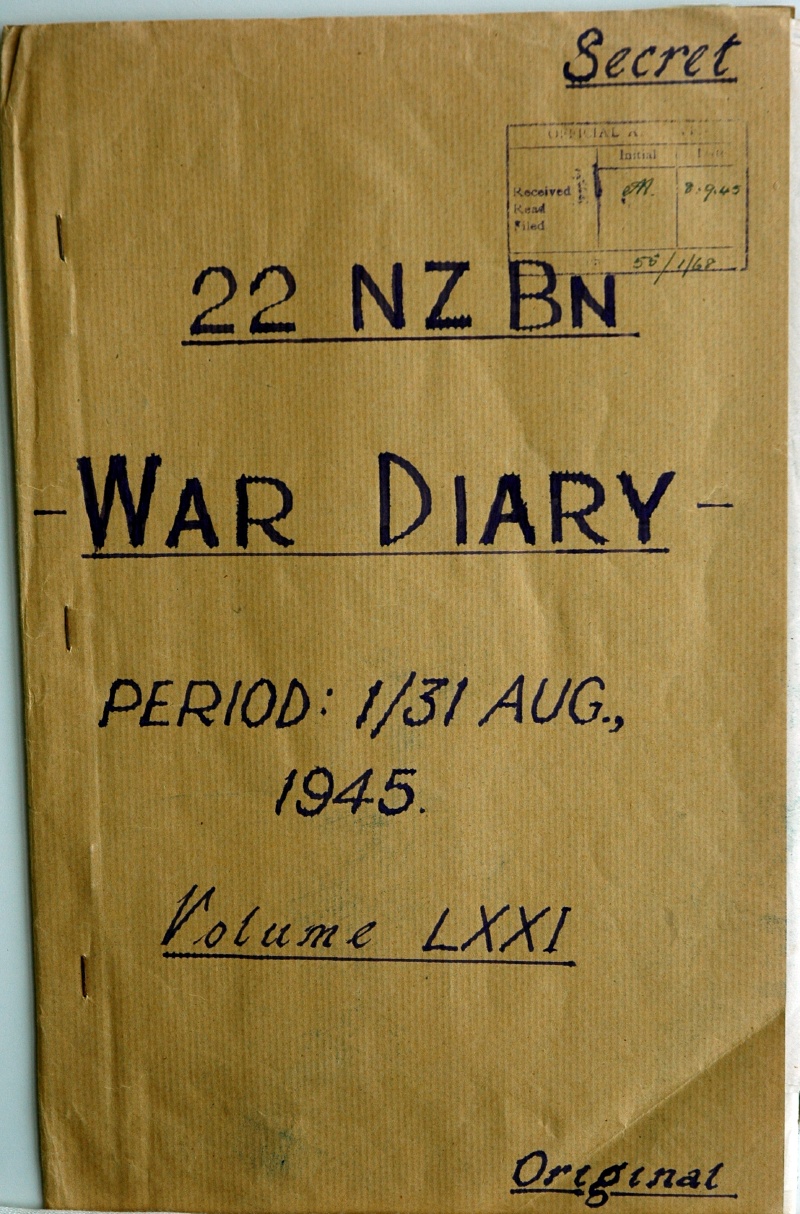 Secret
OFFICIAL
Initial
Received 8.9.45
Read
Filed
56/1/68
22 NZ BN
- WAR DIARY -
PERIOD: 1/31 AUG.,
1945.
Volume LXXI
Original